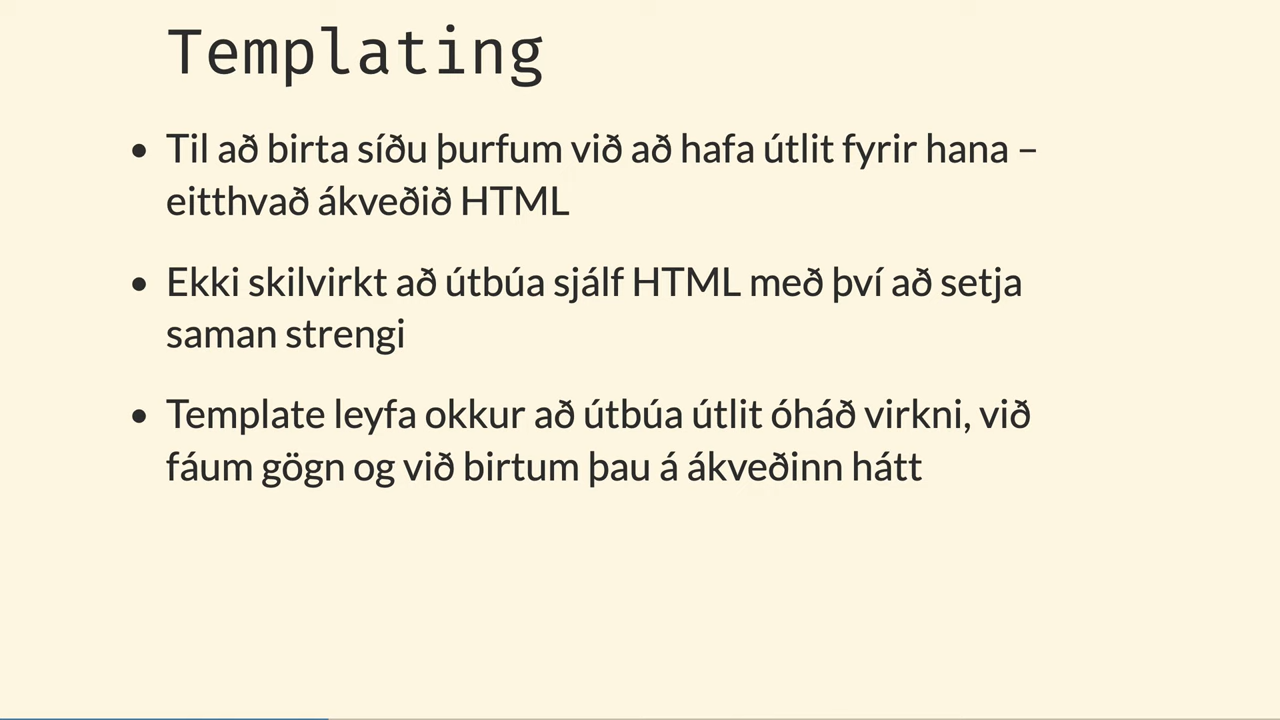 Templating
• Til að birta síðu þurfum við að hafa útlit fyrir hana –
eitthvað ákveðið HTML
• Ekki skilvirkt að útbúa sjálf HTML með því að setja
saman strengi
• Template leyfa okkur að útbúa útlit óháð virkni, við
fáum gögn og við birtum þau á ákveðinn hátt